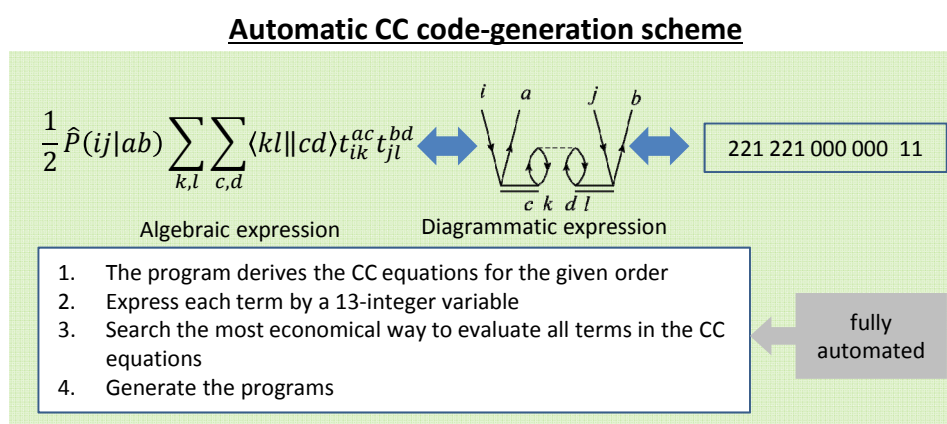 Automatic CC code-generation scheme
i a j b
1/2 P̂(ij|ab) ∑ ∑⟨kl||cd⟩t_{ik}^{ac} t_{jl}^{bd}
k,l c,d
221 221 000 000 11
c k d l
Algebraic expression
Diagrammatic expression
1. The program derives the CC equations for the given order
2. Express each term by a 13-integer variable
3. Search the most economical way to evaluate all terms in the CC
equations
4. Generate the programs
fully
automated